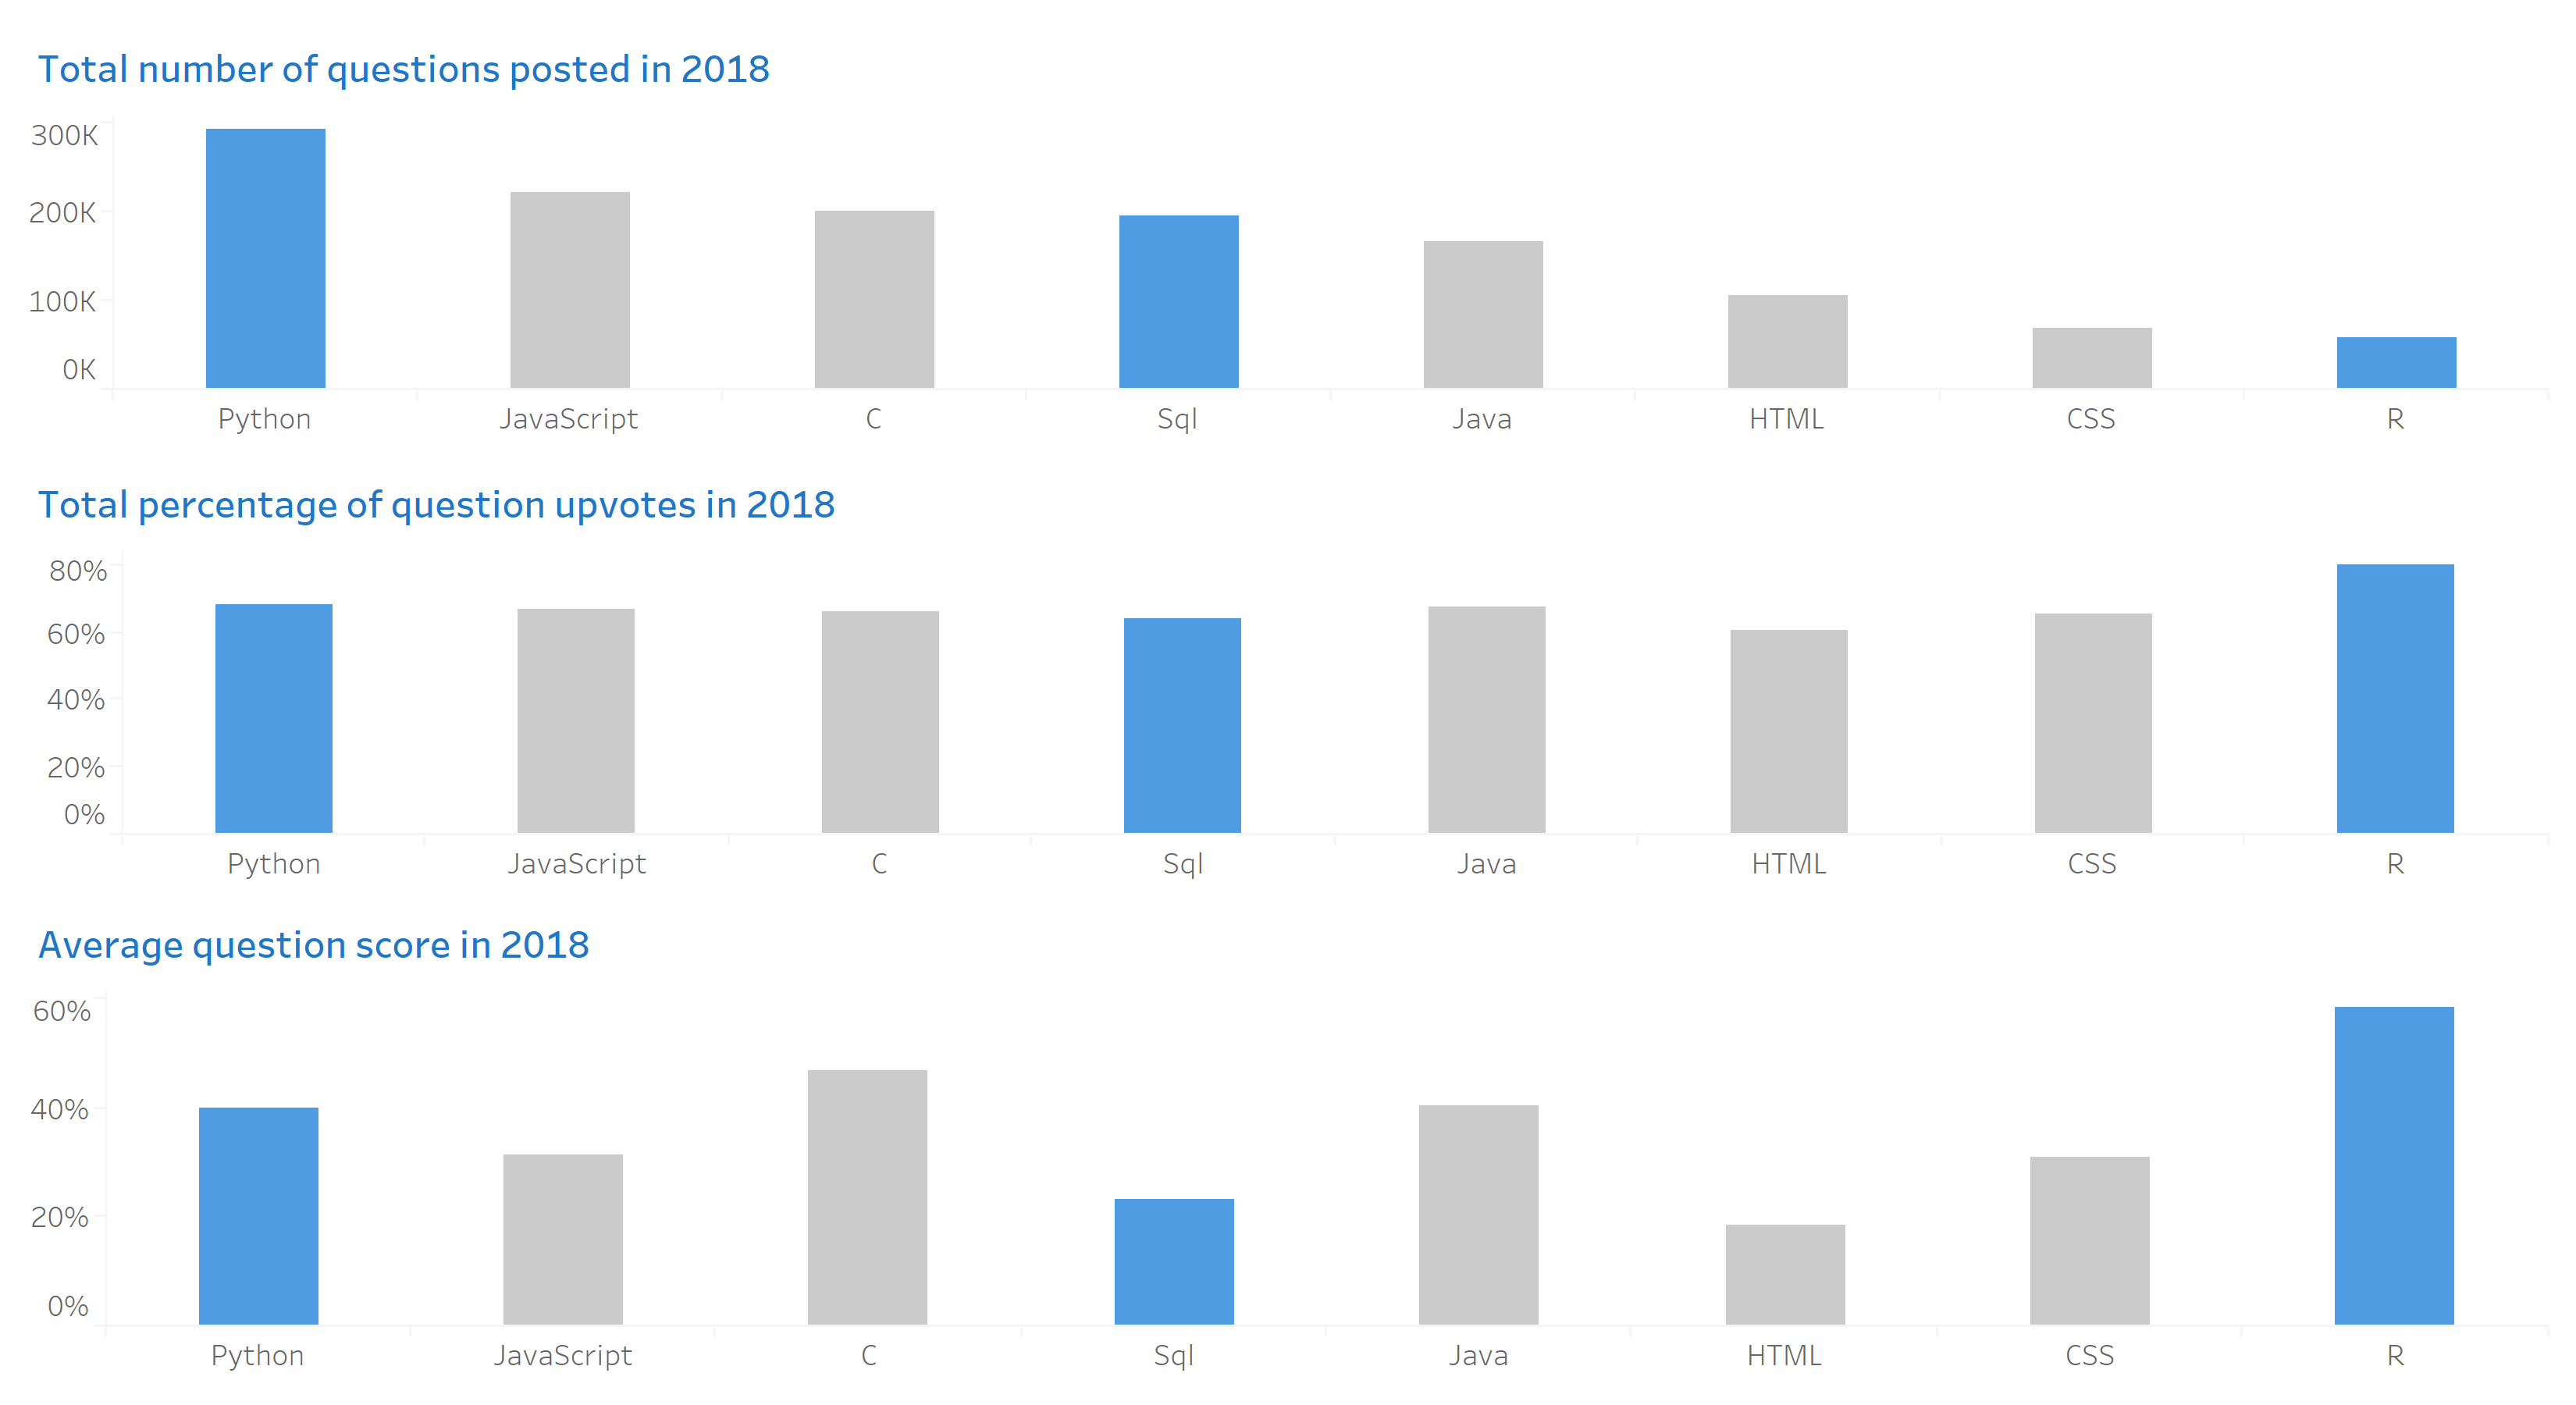 Total number of questions posted in 2018
300K
200K
100K
0K
Python JavaScript C Sql Java HTML CSS R
Total percentage of question upvotes in 2018
80%
60%
40%
20%
0%
Python JavaScript C Sql Java HTML CSS R
Average question score in 2018
60%
40%
20%
0%
Python JavaScript C Sql Java HTML CSS R